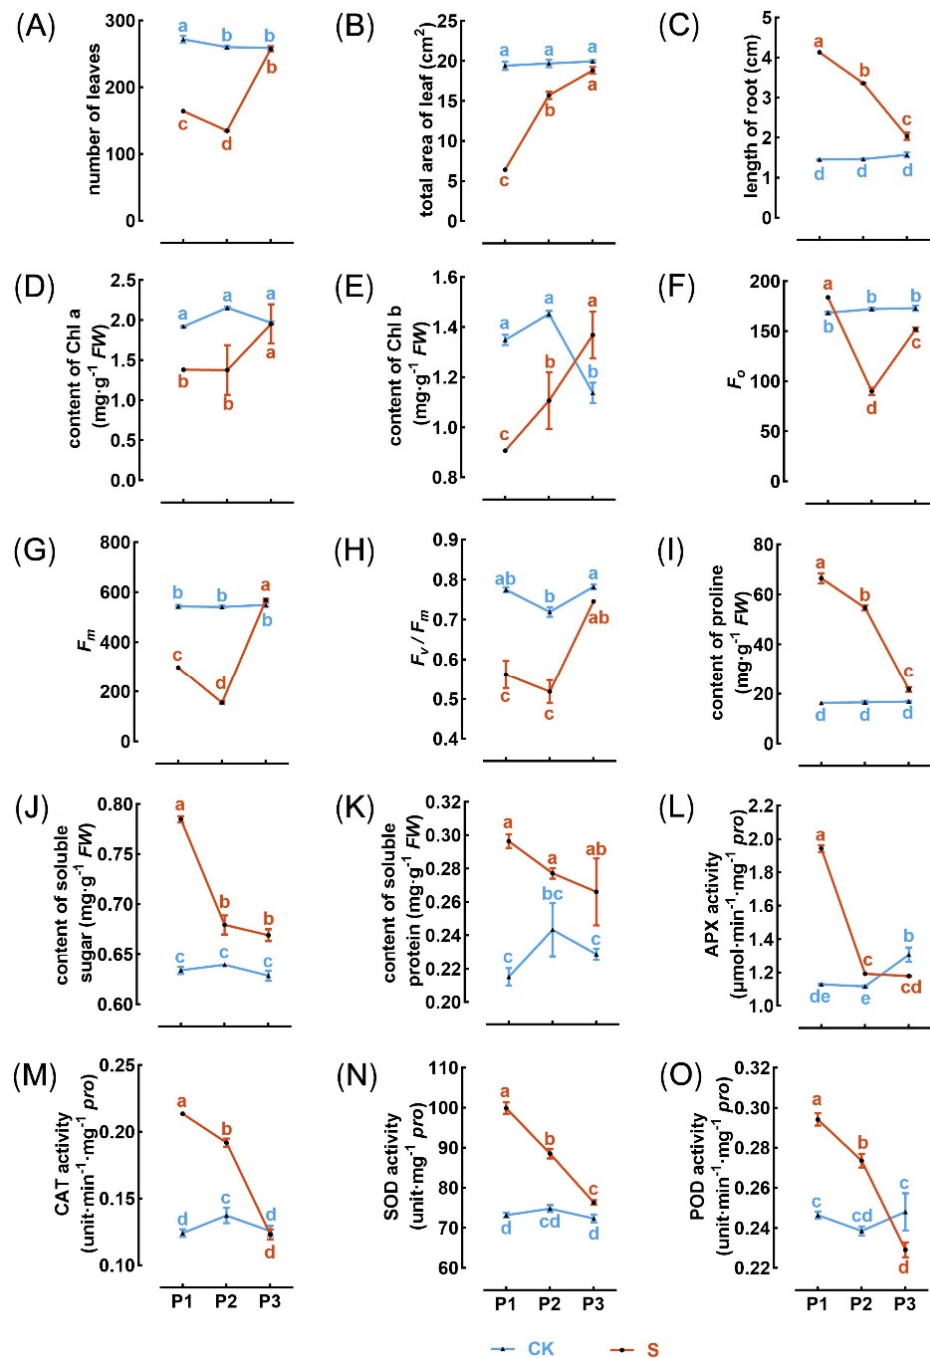 (A)
number of leaves
300
200
100
0
a
b
b
c
d
b
(B)
total area of leaf (cm²)
25
20
15
10
5
0
a
a
a
c
b
a
(C)
length of root (cm)
5
4
3
2
1
0
a
b
c
d
d
d
(D)
content of Chl a
(mg·g⁻¹ FW)
2.5
2.0
1.5
1.0
0.5
0.0
a
a
a
b
b
a
(E)
content of Chl b
(mg·g⁻¹ FW)
1.6
1.4
1.2
1.0
0.8
a
a
b
c
b
a
(F)
Fₒ
200
150
100
50
0
a
b
b
b
d
c
(G)
Fₘ
800
600
400
200
0
b
b
a
b
c
d
(H)
Fᵥ / Fₘ
0.9
0.8
0.7
0.6
0.5
0.4
ab
b
a
c
c
ab
(I)
content of proline
(mg·g⁻¹ FW)
80
60
40
20
0
a
b
c
d
d
d
(J)
content of soluble
sugar (mg·g⁻¹ FW)
0.80
0.75
0.70
0.65
0.60
a
b
b
c
c
c
(K)
content of soluble
protein (mg·g⁻¹ FW)
0.32
0.30
0.28
0.26
0.24
0.22
0.20
a
a
ab
c
bc
c
(L)
APX activity
(μmol·min⁻¹·mg⁻¹ pro)
2.2
2.0
1.8
1.6
1.4
1.2
1.0
a
c
b
de
e
cd
(M)
CAT activity
(unit·min⁻¹·mg⁻¹ pro)
0.25
0.20
0.15
0.10
a
b
d
c
d
d
P1 P2 P3
(N)
SOD activity
(unit·mg⁻¹ pro)
100
90
80
70
60
a
b
c
d
cd
d
P1 P2 P3
(O)
POD activity
(unit·min⁻¹·mg⁻¹ pro)
0.32
0.30
0.28
0.26
0.24
0.22
a
b
c
c
cd
d
P1 P2 P3
CK S